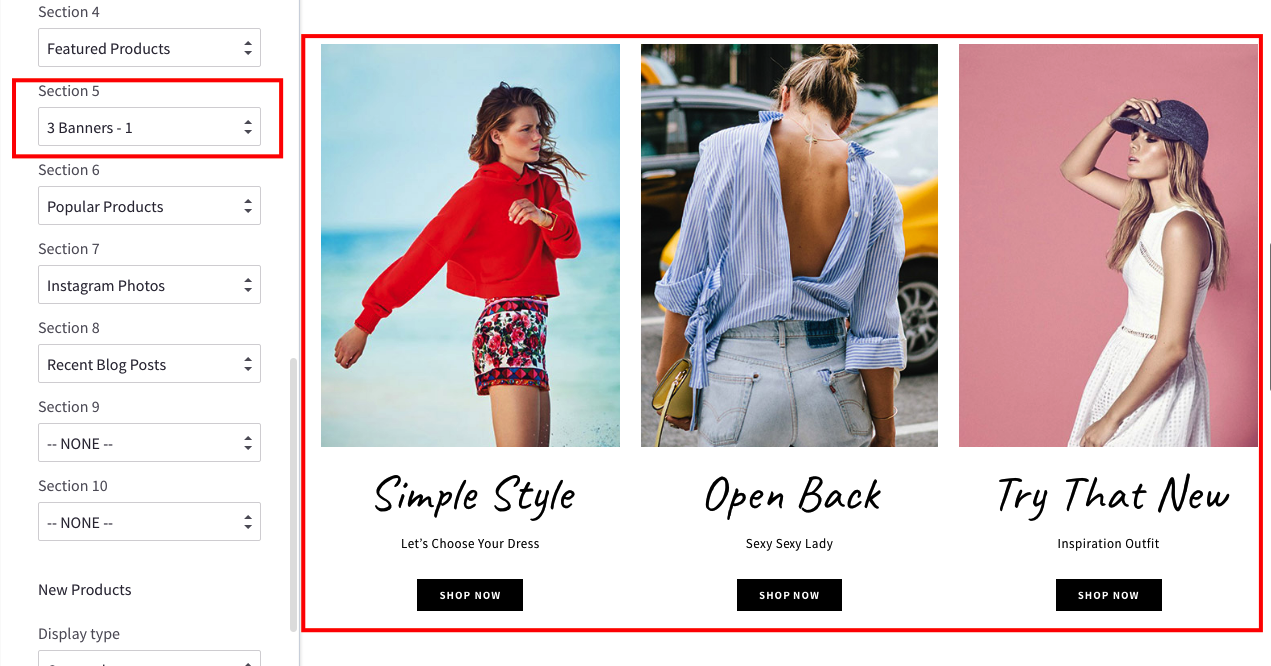 Section 4
Featured Products
Section 5
3 Banners - 1
Section 6
Popular Products
Section 7
Instagram Photos
Section 8
Recent Blog Posts
Section 9
-- NONE --
Section 10
-- NONE --
New Products
Display type
Simple Style
Let’s Choose Your Dress
SHOP NOW
Open Back
Sexy Sexy Lady
SHOP NOW
Try That New
Inspiration Outfit
SHOP NOW